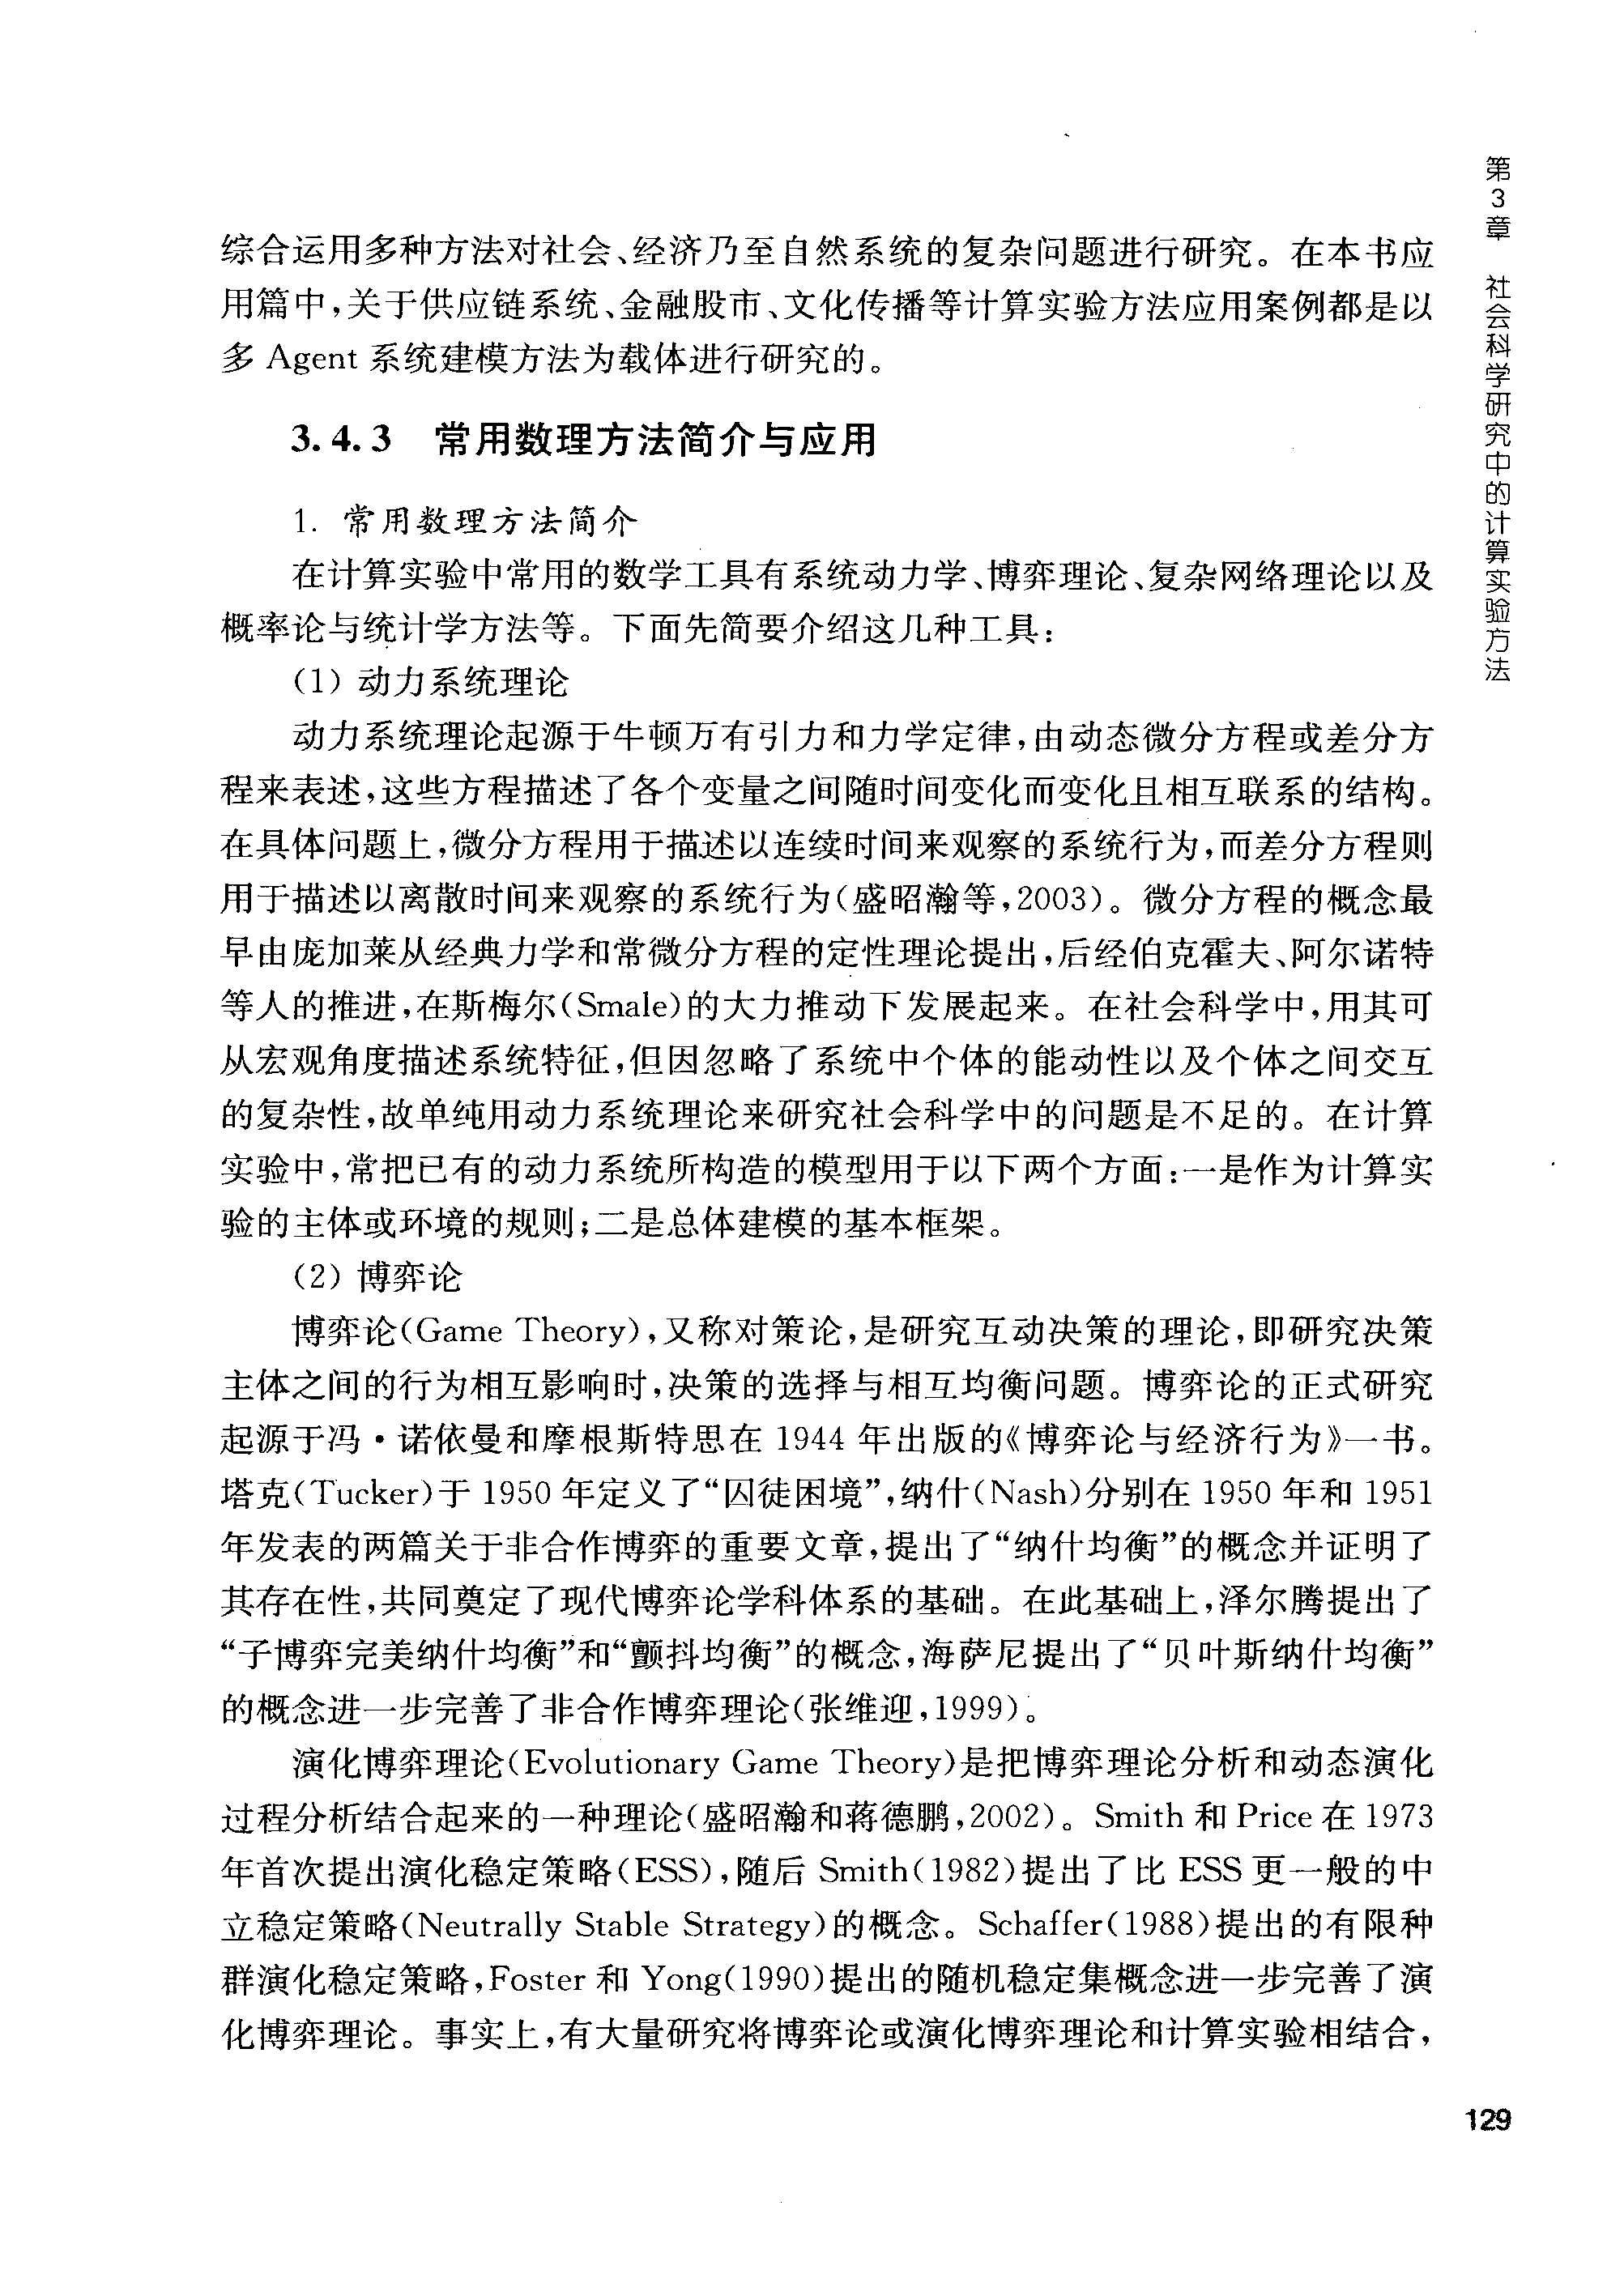 第3章 社会科学研究中的计算实验方法
综合运用多种方法对社会、经济乃至自然系统的复杂问题进行研究。在本书应
用篇中,关于供应链系统、金融股市、文化传播等计算实验方法应用案例都是以
多 Agent 系统建模方法为载体进行研究的。
3.4.3 常用数理方法简介与应用
1. 常用数理方法简介
在计算实验中常用的数学工具有系统动力学、博弈理论、复杂网络理论以及
概率论与统计学方法等。下面先简要介绍这几种工具:
(1) 动力系统理论
动力系统理论起源于牛顿万有引力和力学定律,由动态微分方程或差分方
程来表述,这些方程描述了各个变量之间随时间变化而变化且相互联系的结构。
在具体问题上,微分方程用于描述以连续时间来观察的系统行为,而差分方程则
用于描述以离散时间来观察的系统行为(盛昭瀚等,2003)。微分方程的概念最
早由庞加莱从经典力学和常微分方程的定性理论提出,后经伯克霍夫、阿尔诺特
等人的推进,在斯梅尔(Smale)的大力推动下发展起来。在社会科学中,用其可
从宏观角度描述系统特征,但因忽略了系统中个体的能动性以及个体之间交互
的复杂性,故单纯用动力系统理论来研究社会科学中的问题是不足的。在计算
实验中,常把已有的动力系统所构造的模型用于以下两个方面:一是作为计算实
验的主体或环境的规则;二是总体建模的基本框架。
(2) 博弈论
博弈论(Game Theory),又称对策论,是研究互动决策的理论,即研究决策
主体之间的行为相互影响时,决策的选择与相互均衡问题。博弈论的正式研究
起源于冯·诺依曼和摩根斯特思在 1944 年出版的《博弈论与经济行为》一书。
塔克(Tucker)于 1950 年定义了“囚徒困境”,纳什(Nash)分别在 1950 年和 1951
年发表的两篇关于非合作博弈的重要文章,提出了“纳什均衡”的概念并证明了
其存在性,共同奠定了现代博弈论学科体系的基础。在此基础上,泽尔腾提出了
“子博弈完美纳什均衡”和“颤抖均衡”的概念,海萨尼提出了“贝叶斯纳什均衡”
的概念进一步完善了非合作博弈理论(张维迎,1999)。
演化博弈理论(Evolutionary Game Theory)是把博弈理论分析和动态演化
过程分析结合起来的一种理论(盛昭瀚和蒋德鹏,2002)。Smith 和 Price 在 1973
年首次提出演化稳定策略(ESS),随后 Smith(1982)提出了比 ESS 更一般的中
立稳定策略(Neutrally Stable Strategy)的概念。Schaffer(1988)提出的有限种
群演化稳定策略,Foster 和 Yong(1990)提出的随机稳定集概念进一步完善了演
化博弈理论。事实上,有大量研究将博弈论或演化博弈理论和计算实验相结合,
129